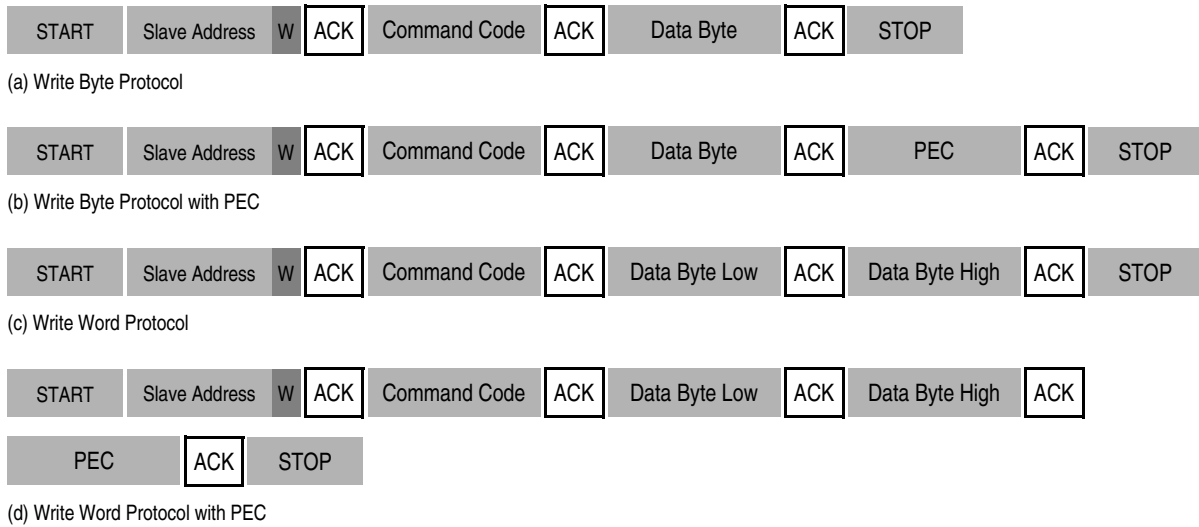 START Slave Address W ACK Command Code ACK Data Byte ACK STOP
(a) Write Byte Protocol
START Slave Address W ACK Command Code ACK Data Byte ACK PEC ACK STOP
(b) Write Byte Protocol with PEC
START Slave Address W ACK Command Code ACK Data Byte Low ACK Data Byte High ACK STOP
(c) Write Word Protocol
START Slave Address W ACK Command Code ACK Data Byte Low ACK Data Byte High ACK
PEC ACK STOP
(d) Write Word Protocol with PEC